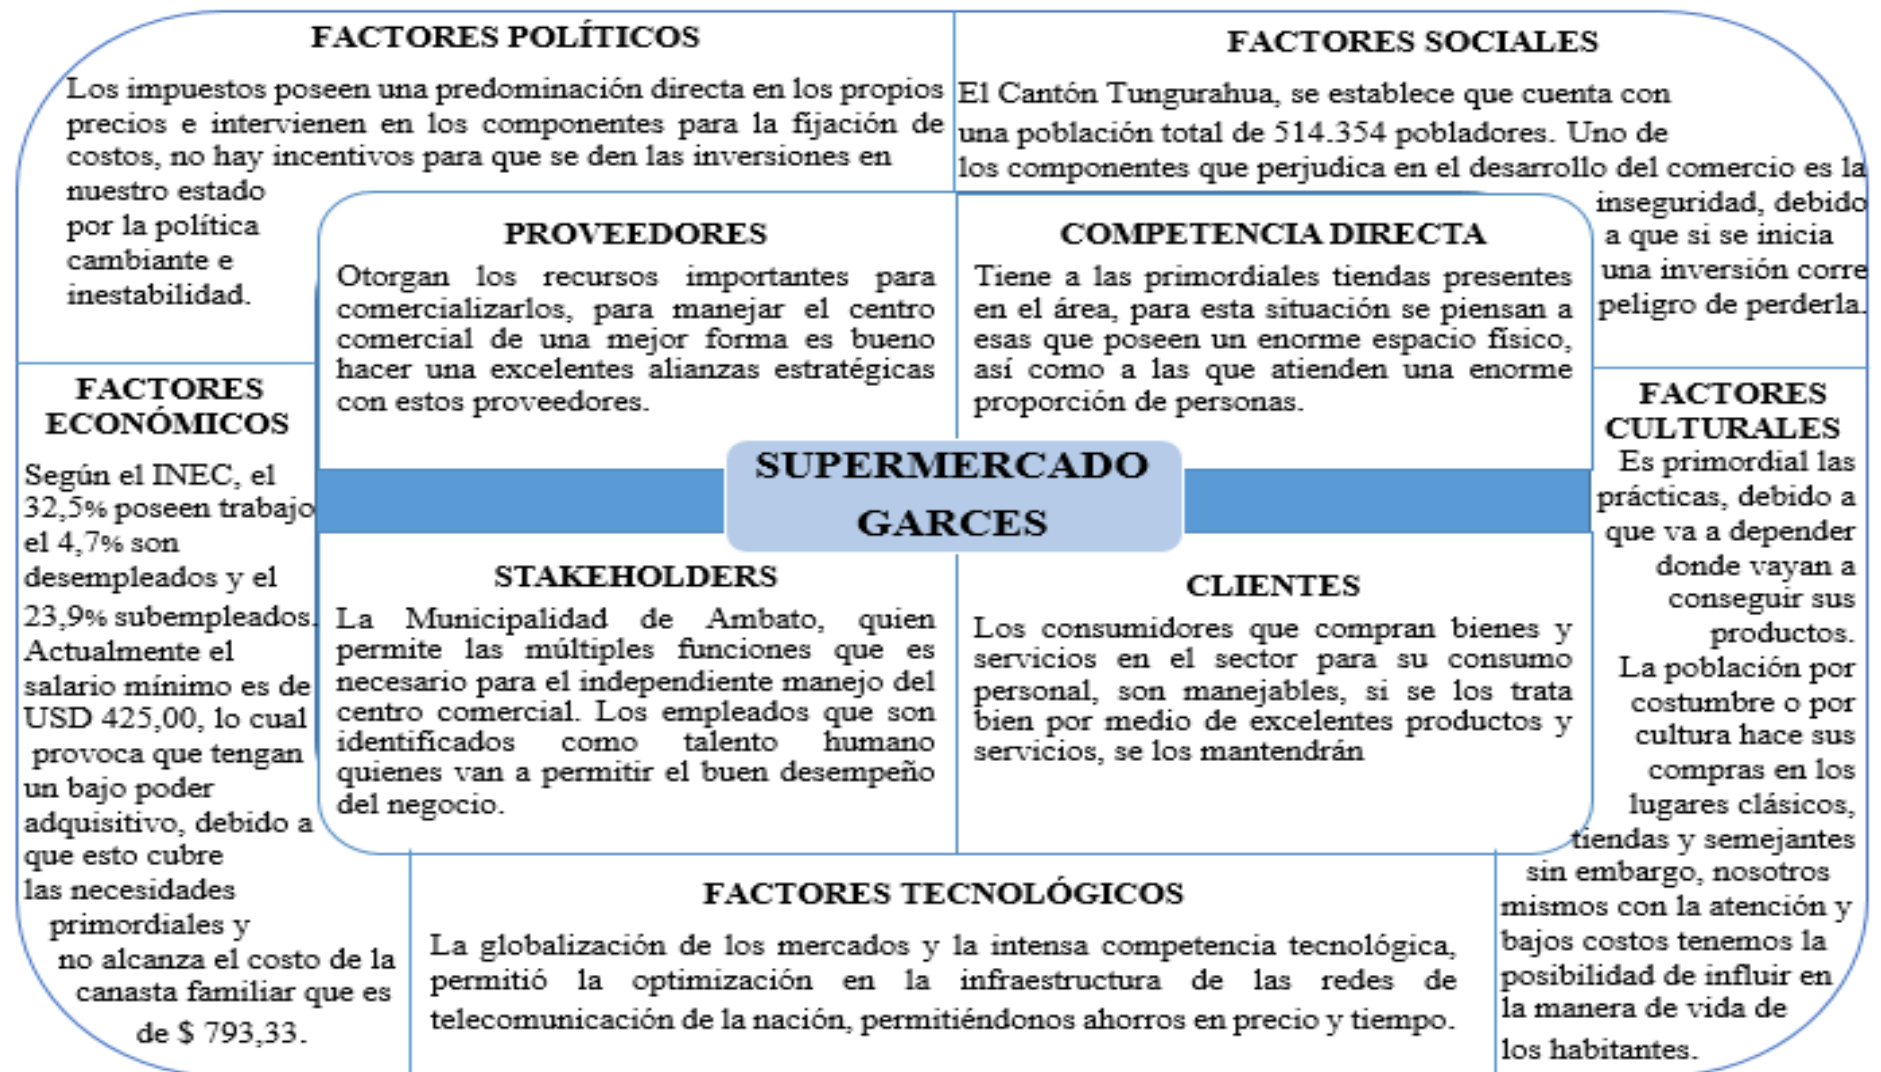 FACTORES POLÍTICOS
Los impuestos poseen una predominación directa en los propios
precios e intervienen en los componentes para la fijación de
costos, no hay incentivos para que se den las inversiones en
nuestro estado
por la política
cambiante e
inestabilidad.
FACTORES SOCIALES
El Cantón Tungurahua, se establece que cuenta con
una población total de 514.354 pobladores. Uno de
los componentes que perjudica en el desarrollo del comercio es la
inseguridad, debido
a que si se inicia
una inversión corre
peligro de perderla.
PROVEEDORES
Otorgan los recursos importantes para
comercializarlos, para manejar el centro
comercial de una mejor forma es bueno
hacer una excelentes alianzas estratégicas
con estos proveedores.
COMPETENCIA DIRECTA
Tiene a las primordiales tiendas presentes
en el área, para esta situación se piensan a
esas que poseen un enorme espacio físico,
así como a las que atienden una enorme
proporción de personas.
SUPERMERCADO
GARCES
FACTORES
ECONÓMICOS
Según el INEC, el
32,5% poseen trabajo
el 4,7% son
desempleados y el
23,9% subempleados.
Actualmente el
salario mínimo es de
USD 425,00, lo cual
provoca que tengan
un bajo poder
adquisitivo, debido a
que esto cubre
las necesidades
primordiales y
no alcanza el costo de la
canasta familiar que es
de $ 793,33.
STAKEHOLDERS
La Municipalidad de Ambato, quien
permite las múltiples funciones que es
necesario para el independiente manejo del
centro comercial. Los empleados que son
identificados como talento humano
quienes van a permitir el buen desempeño
del negocio.
CLIENTES
Los consumidores que compran bienes y
servicios en el sector para su consumo
personal, son manejables, si se los trata
bien por medio de excelentes productos y
servicios, se los mantendrán
FACTORES
CULTURALES
Es primordial las
prácticas, debido a
que va a depender
donde vayan a
conseguir sus
productos.
La población por
costumbre o por
cultura hace sus
compras en los
lugares clásicos,
tiendas y semejantes
sin embargo, nosotros
mismos con la atención y
bajos costos tenemos la
posibilidad de influir en
la manera de vida de
los habitantes.
FACTORES TECNOLÓGICOS
La globalización de los mercados y la intensa competencia tecnológica,
permitió la optimización en la infraestructura de las redes de
telecomunicación de la nación, permitiéndonos ahorros en precio y tiempo.